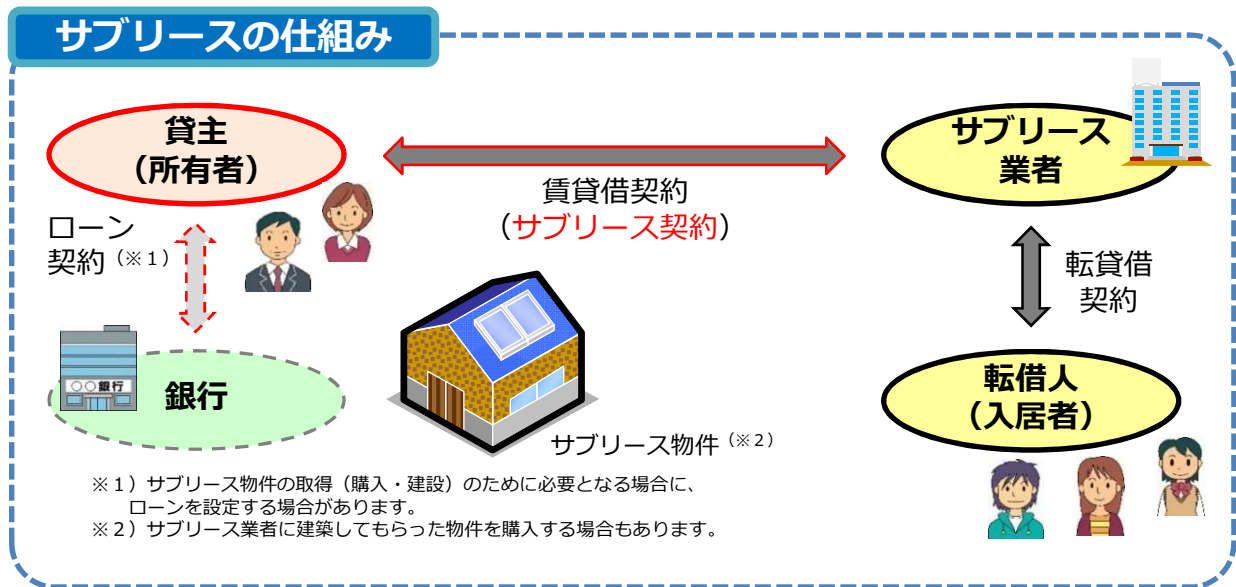 サブリースの仕組み
貸主
（所有者）
サブリース
業者
賃貸借契約
（サブリース契約）
ローン
契約（※１）
転貸借
契約
○○銀行
銀行
転借人
（入居者）
サブリース物件（※２）
※１）サブリース物件の取得（購入・建設）のために必要となる場合に、
ローンを設定する場合があります。
※２）サブリース業者に建築してもらった物件を購入する場合もあります。